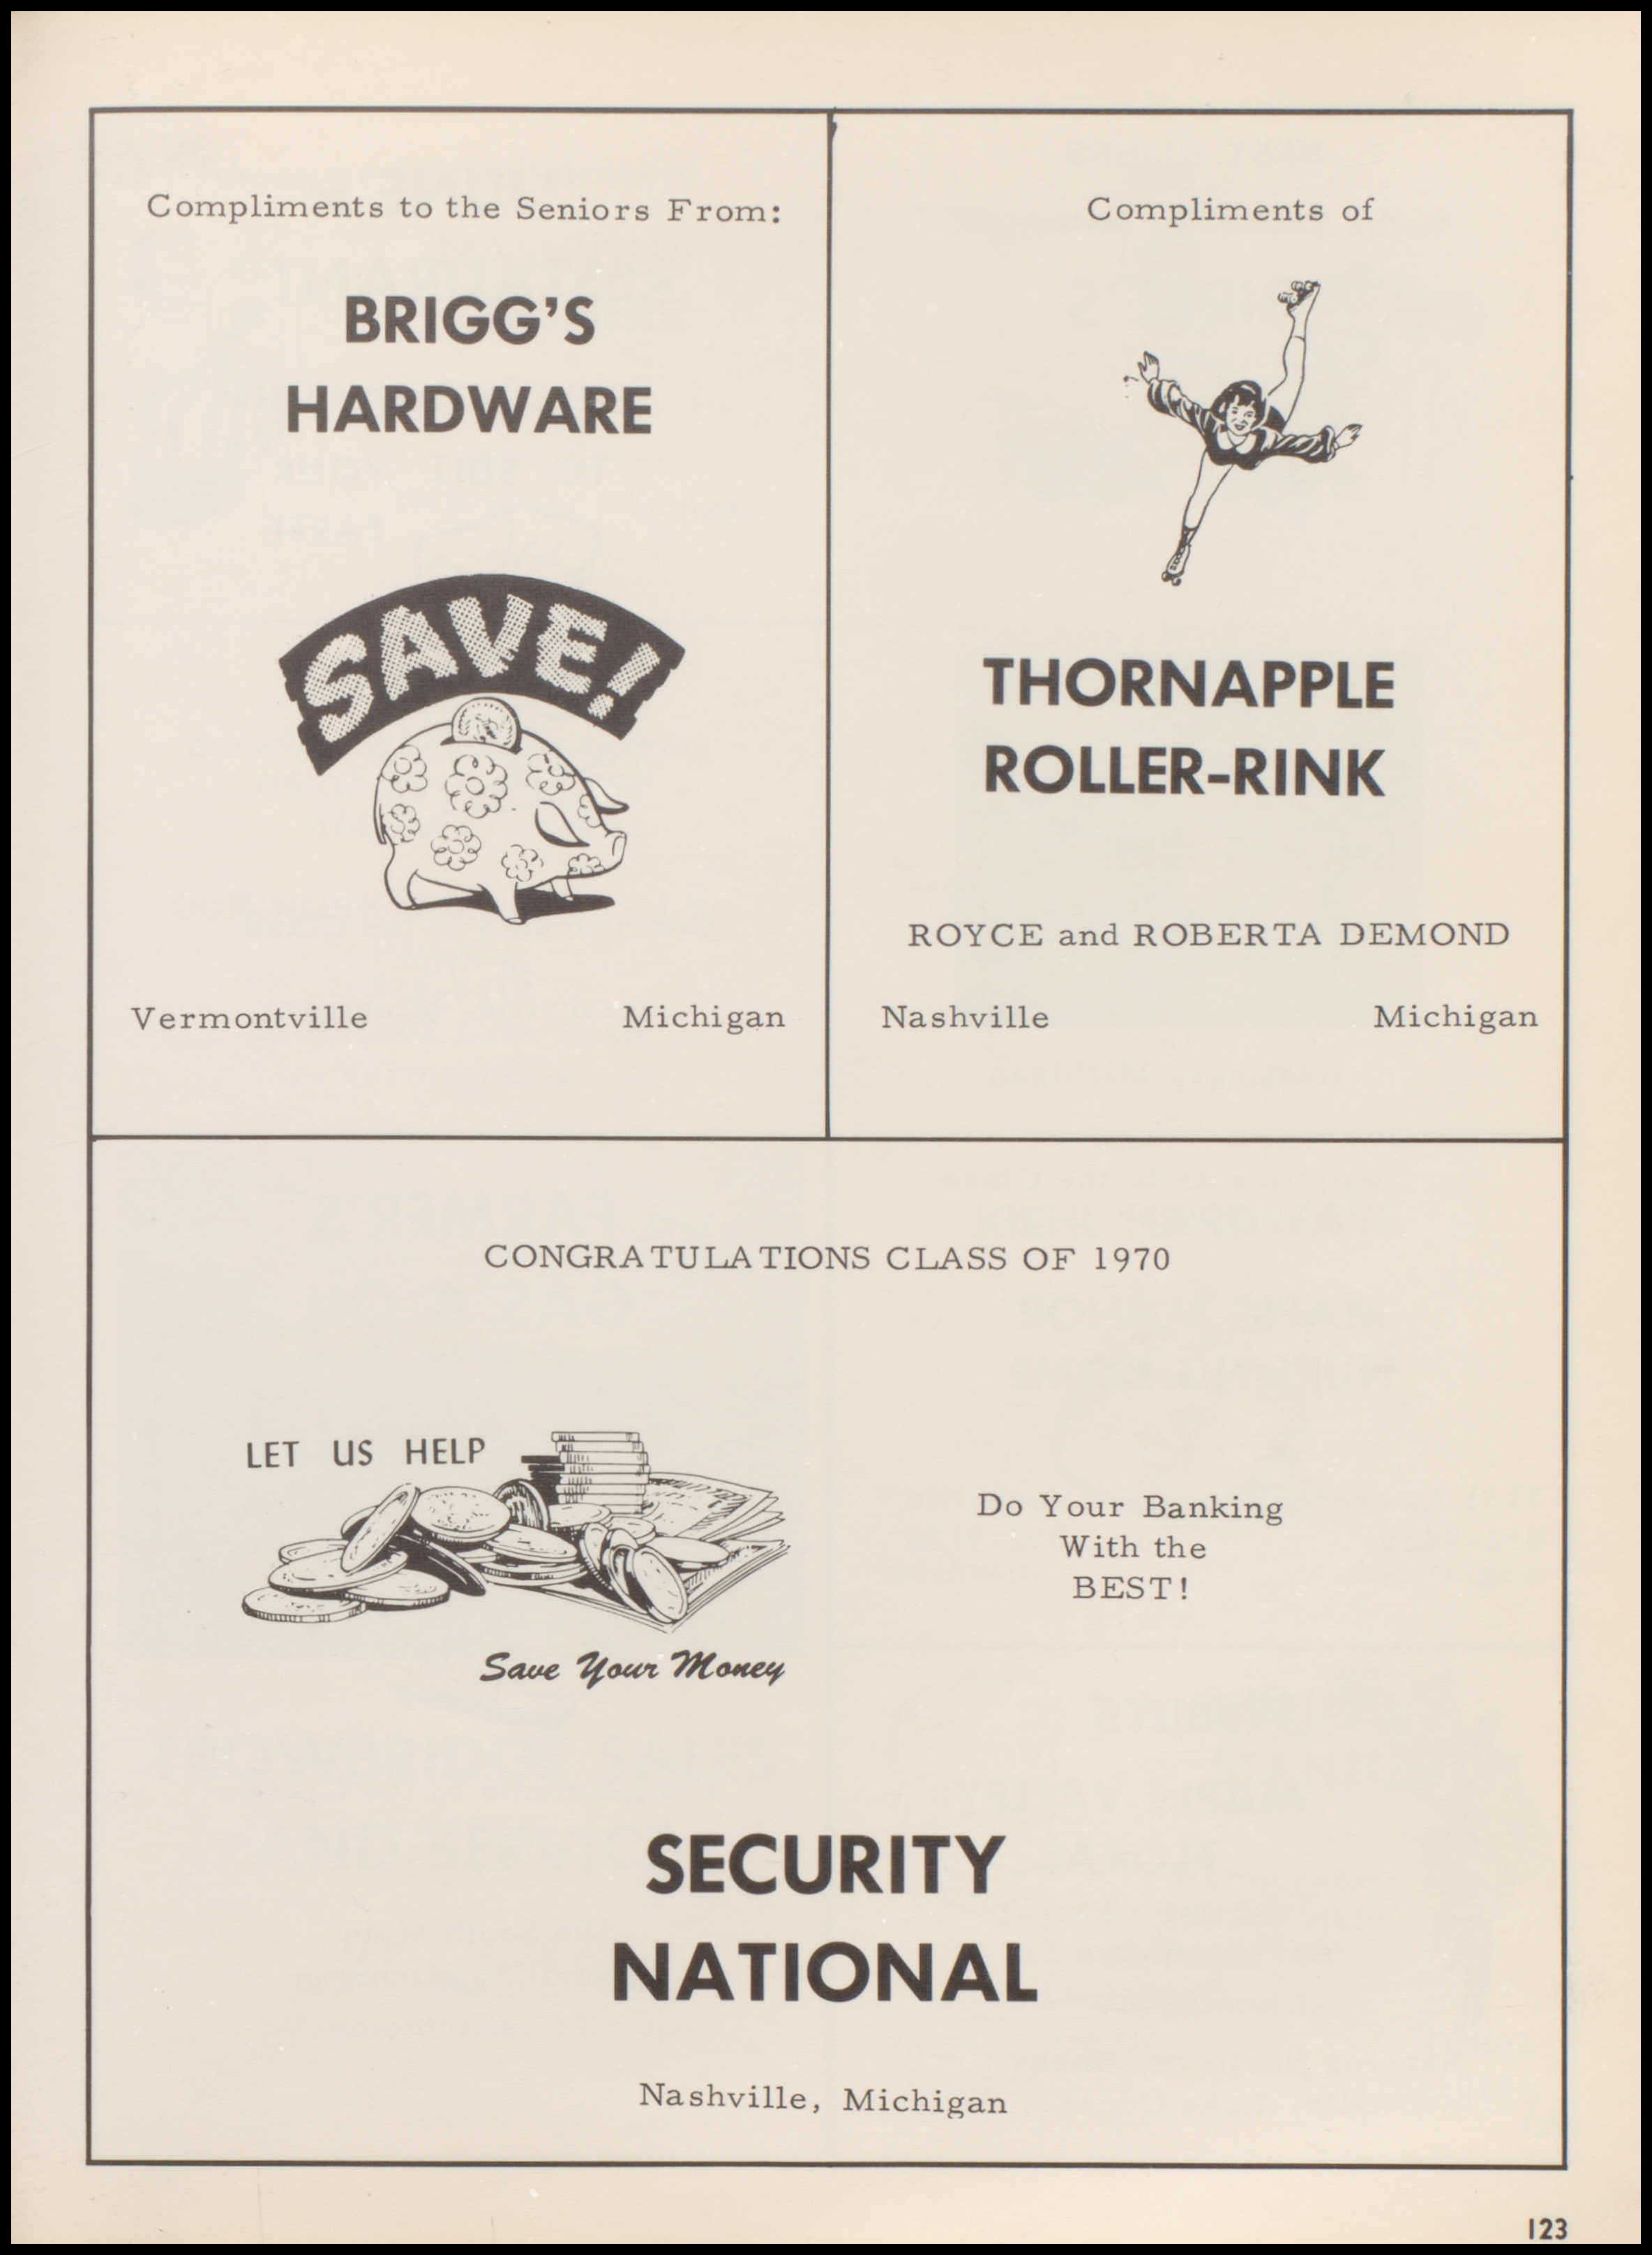 Compliments to the Seniors From:
BRIGG'S
HARDWARE
SAVE!
Vermontville Michigan
Compliments of
THORNAPPLE
ROLLER-RINK
ROYCE and ROBERTA DEMOND
Nashville Michigan
CONGRATULATIONS CLASS OF 1970
LET US HELP
Save Your Money
Do Your Banking
With the
BEST!
SECURITY
NATIONAL
Nashville, Michigan
123